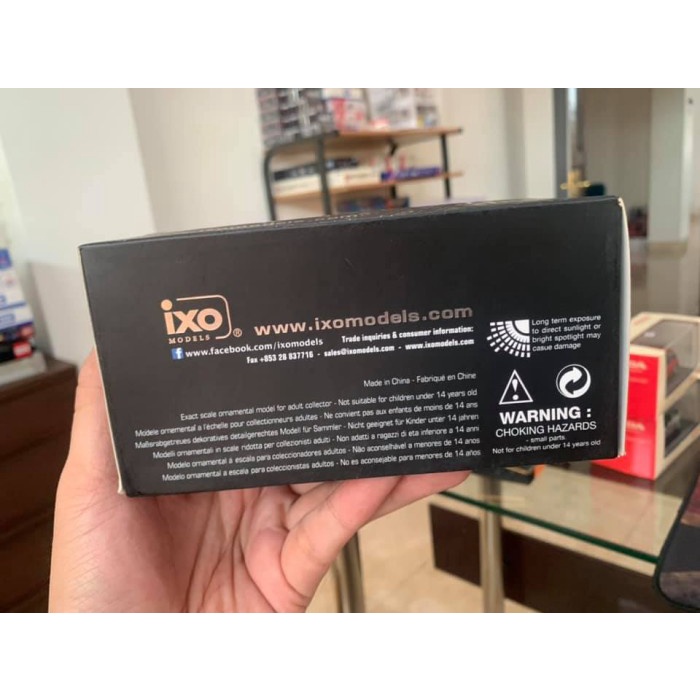 ixo
MODELS ®
www.ixomodels.com
www.facebook.com/ixomodels
Trade inquiries & consumer information:
Fax +853 28 837716 - sales@ixomodels.com - www.ixomodels.com
Long term exposure
to direct sunlight or
bright spotlight may
casue damage
Made in China - Fabriqué en Chine
Exact scale ornamental model for adult collector - Not suitable for children under 14 years old
Modèle ornemental a l'échelle pour collectionneurs adultes - Ne convient pas aux enfants de moins de 14 ans
Maßstabgetreues dekoratives detailgerechtes Modell für Sammler - Nicht geeignet für Kinder unter 14 jahren
Modelli ornamentali in scala ridotta per collezionisti aduti - Non adatti a ragazzi di eta inferiore a 14 anni
Modelo ornamental à escala para coleccionadores adultos - Não aconselhável a menores de 14 anos
Modelo ornamental a escala para coleccionistas adultos - No es aconsejable para menores de 14 años
WARNING :
CHOKING HAZARDS
- small parts.
Not for children under 14 years old